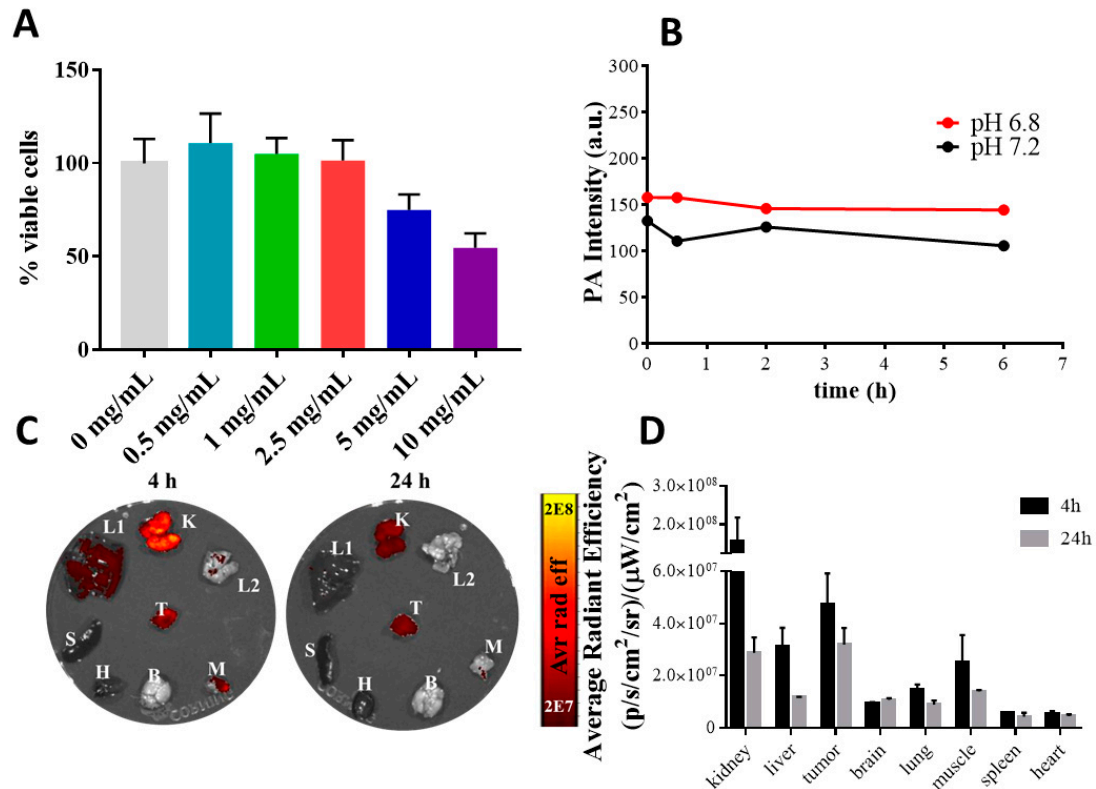 A
150
100
50
0
% viable cells
0 mg/mL
0.5 mg/mL
1 mg/mL
2.5 mg/mL
5 mg/mL
10 mg/mL
B
300
250
200
150
100
50
0
PA Intensity (a.u.)
pH 6.8
pH 7.2
0 1 2 3 4 5 6 7
time (h)
C
4 h
L1
K
L2
T
S
H
B
M
24 h
L1
K
L2
T
S
H
B
M
2E8
Avr rad eff
2E7
Average Radiant Efficiency
(p/s/cm²/sr)/(μW/cm²)
D
3.0×10⁰⁸
2.0×10⁰⁸
6.0×10⁰⁷
4.0×10⁰⁷
2.0×10⁰⁷
0
4h
24h
kidney
liver
tumor
brain
lung
muscle
spleen
heart